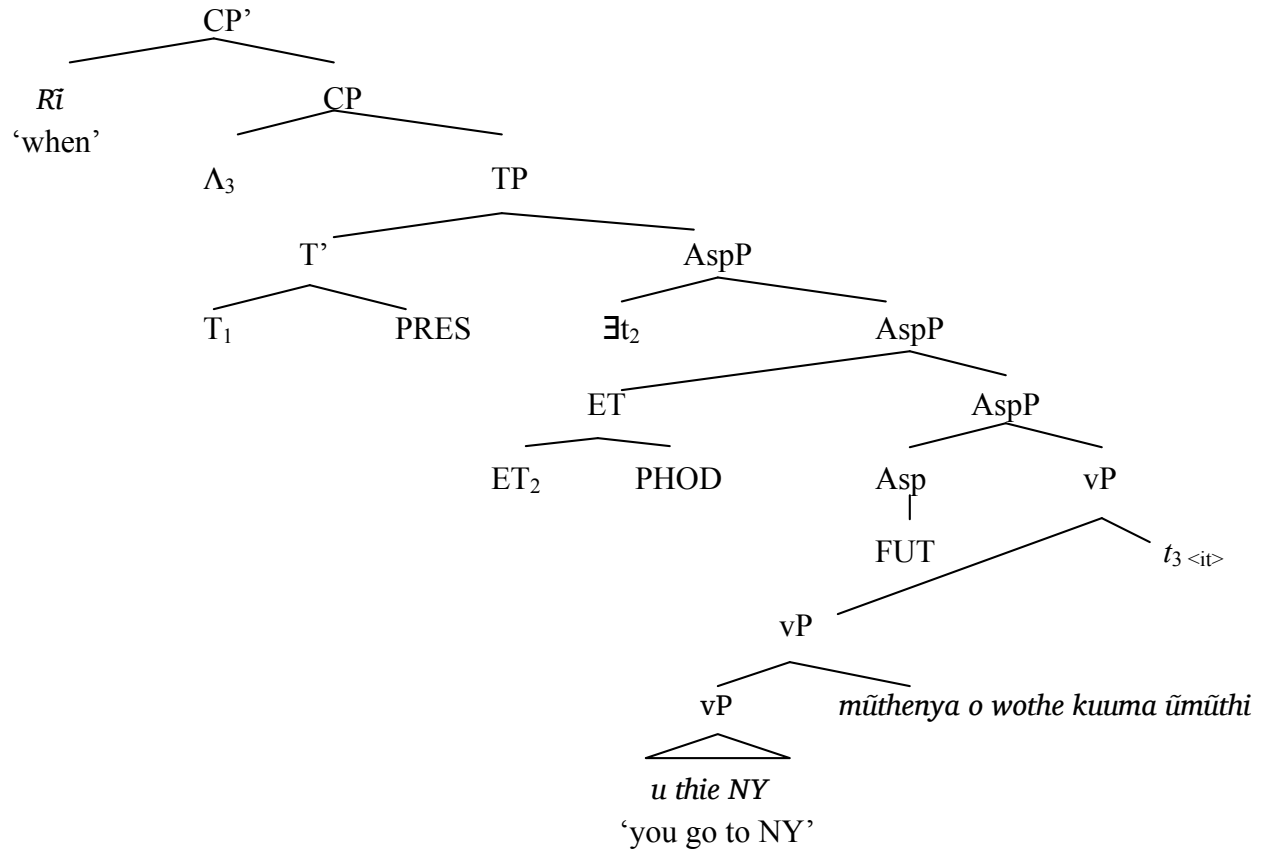 CP’
Rĩ CP
‘when’
Λ₃ TP
T’ AspP
T₁ PRES ∃t₂ AspP
ET AspP
ET₂ PHOD Asp vP
FUT t₃ <it>
vP
vP mũthenya o wothe kuuma ũmũthi
u thie NY
‘you go to NY’